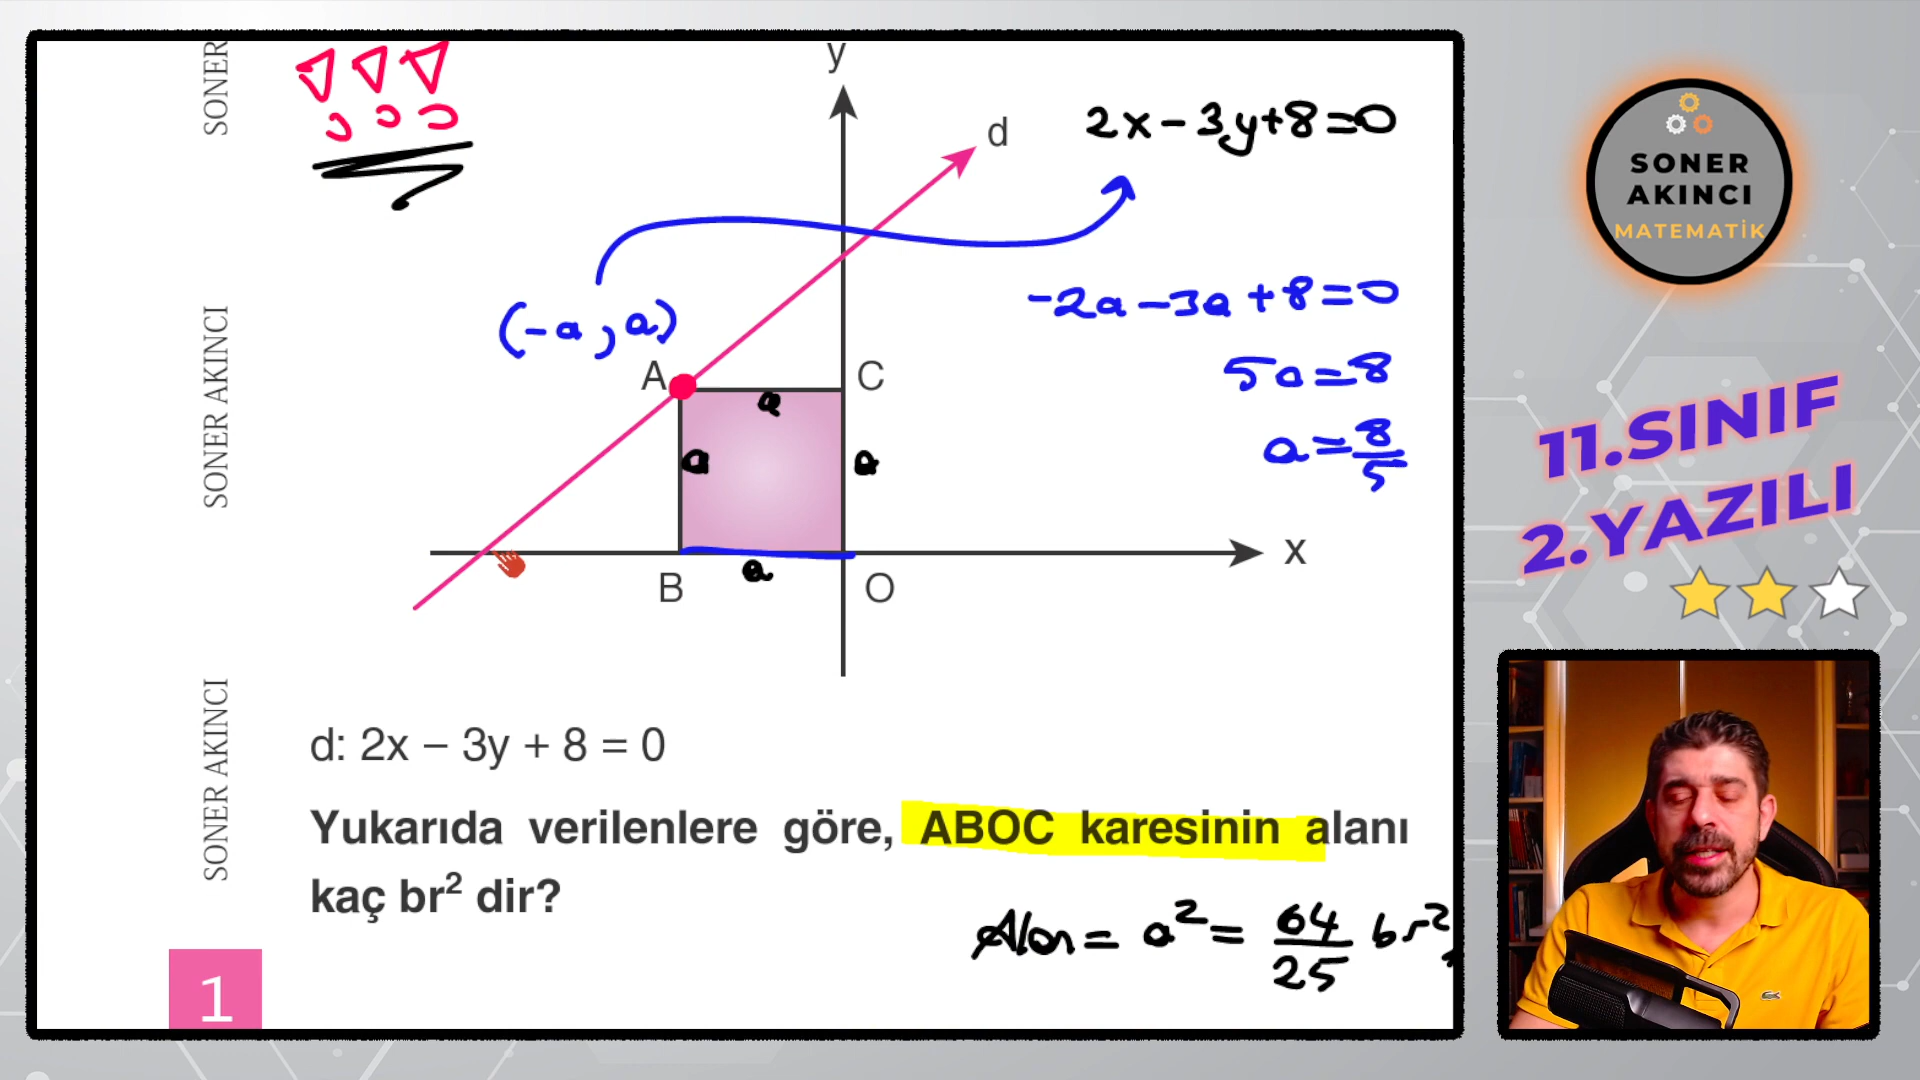 SONER
SONER AKINCI
SONER AKINCI
y
d
2x-3y+8=0
(-a, a)
-2a-3a+8=0
A
C
a
5a=8
a
a
a=8/5
x
B
a
O
d: 2x – 3y + 8 = 0
Yukarıda verilenlere göre, ABOC karesinin alanı
kaç br² dir?
Alan = a² = 64/25 br²
1
SONER
AKINCI
MATEMATİK
11.SINIF
2.YAZILI